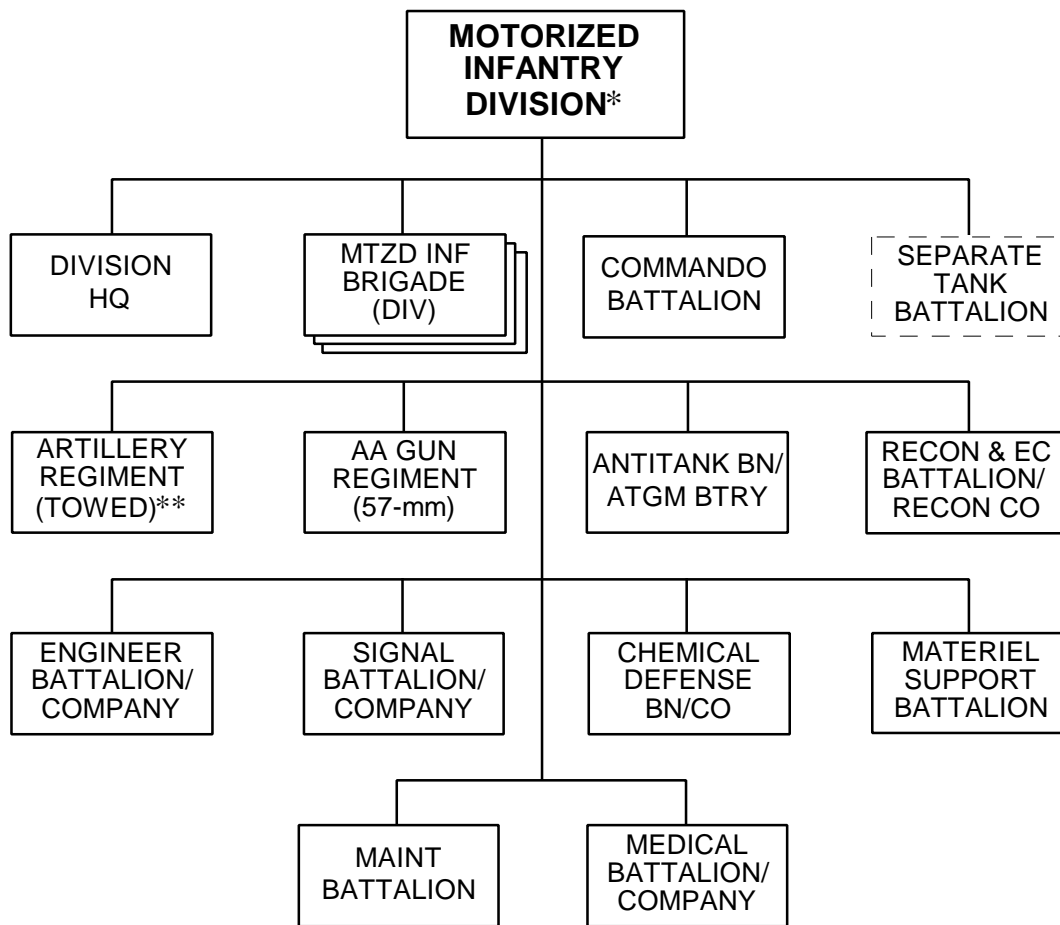 MOTORIZED
INFANTRY
DIVISION*
DIVISION
HQ
MTZD INF
BRIGADE
(DIV)
COMMANDO
BATTALION
SEPARATE
TANK
BATTALION
ARTILLERY
REGIMENT
(TOWED)**
AA GUN
REGIMENT
(57-mm)
ANTITANK BN/
ATGM BTRY
RECON & EC
BATTALION/
RECON CO
ENGINEER
BATTALION/
COMPANY
SIGNAL
BATTALION/
COMPANY
CHEMICAL
DEFENSE
BN/CO
MATERIEL
SUPPORT
BATTALION
MAINT
BATTALION
MEDICAL
BATTALION/
COMPANY